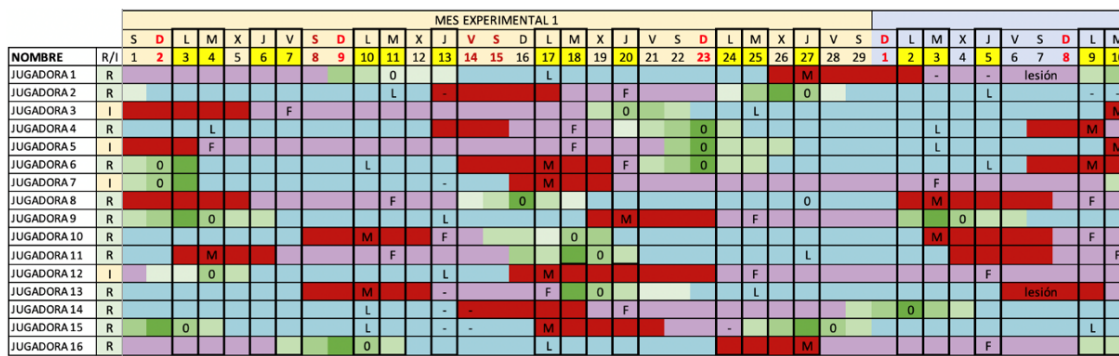 MES EXPERIMENTAL 1
S D L M X J V S D L M X J V S D L M X J V S D L M X J V S D L M X J V S D L M
NOMBRE R/I 1 2 3 4 5 6 7 8 9 10 11 12 13 14 15 16 17 18 19 20 21 22 23 24 25 26 27 28 29 1 2 3 4 5 6 7 8 9
JUGADORA 1 R 0 L M - - lesión
JUGADORA 2 R L - F 0 L - -
JUGADORA 3 I F 0 L M
JUGADORA 4 R L F 0 L M
JUGADORA 5 I F F 0 L M
JUGADORA 6 R 0 L M F 0 L M
JUGADORA 7 I 0 - M F
JUGADORA 8 R F 0 0 M F
JUGADORA 9 R 0 L M F 0
JUGADORA 10 R M F 0 M F
JUGADORA 11 R M F 0 L F
JUGADORA 12 I 0 L M F F
JUGADORA 13 R M - F 0 L lesión
JUGADORA 14 R L - - F 0
JUGADORA 15 R 0 L - - M - 0 L
JUGADORA 16 R 0 L M F